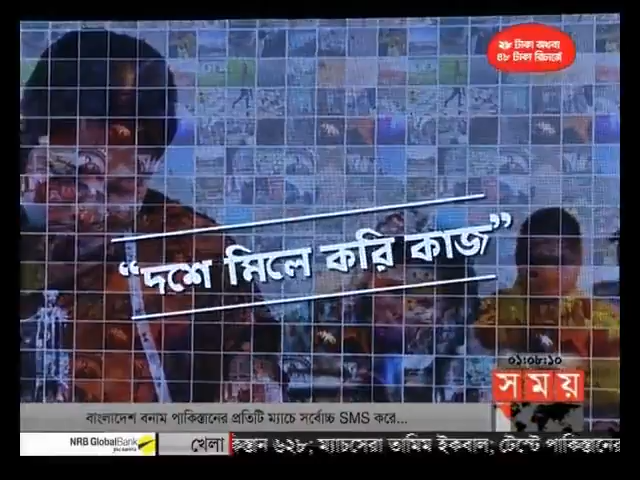 ২৮ টাকা অথবা
৪৮ টাকা রিচার্জে
“দশে মিলে করি কাজ”
০১:০৮:১০
সময়
বাংলাদেশ বনাম পাকিস্তানের প্রতিটি ম্যাচে সর্বোচ্চ SMS করে...
NRB GlobalBank
খেলা
কিস্তান ৬২৮; ম্যাচসেরা তামিম ইকবাল; টেস্টে পাকিস্তানের